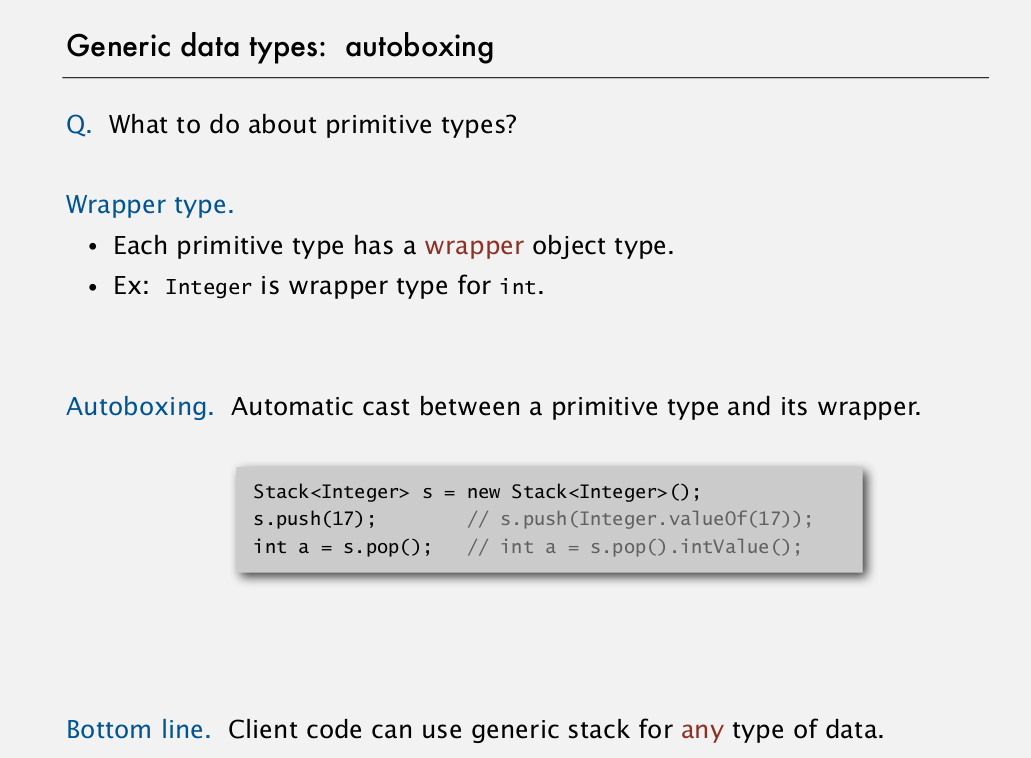 Generic data types: autoboxing
Q. What to do about primitive types?
Wrapper type.
• Each primitive type has a wrapper object type.
• Ex: Integer is wrapper type for int.
Autoboxing. Automatic cast between a primitive type and its wrapper.
Stack<Integer> s = new Stack<Integer>();
s.push(17);        // s.push(Integer.valueOf(17));
int a = s.pop();   // int a = s.pop().intValue();
Bottom line. Client code can use generic stack for any type of data.